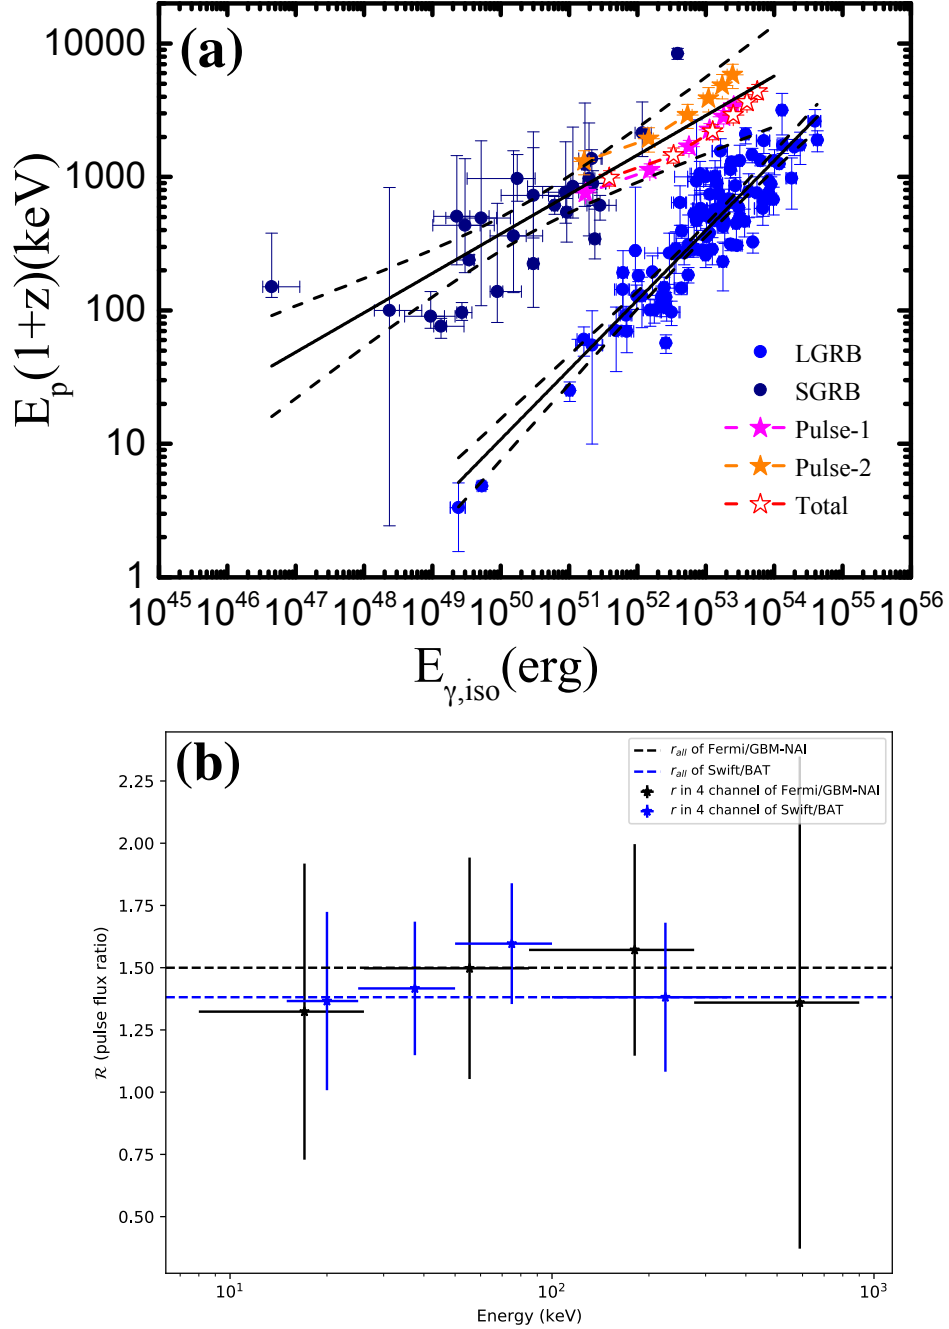 (a)
E_p(1+z)(keV)
10000
1000
100
10
1
LGRB
SGRB
Pulse-1
Pulse-2
Total
10^45 10^46 10^47 10^48 10^49 10^50 10^51 10^52 10^53 10^54 10^55 10^56
E_γ,iso(erg)
(b)
r_all of Fermi/GBM-NAI
r_all of Swift/BAT
r in 4 channel of Fermi/GBM-NAI
r in 4 channel of Swift/BAT
ℛ (pulse flux ratio)
2.25
2.00
1.75
1.50
1.25
1.00
0.75
0.50
10^1 10^2 10^3
Energy (keV)